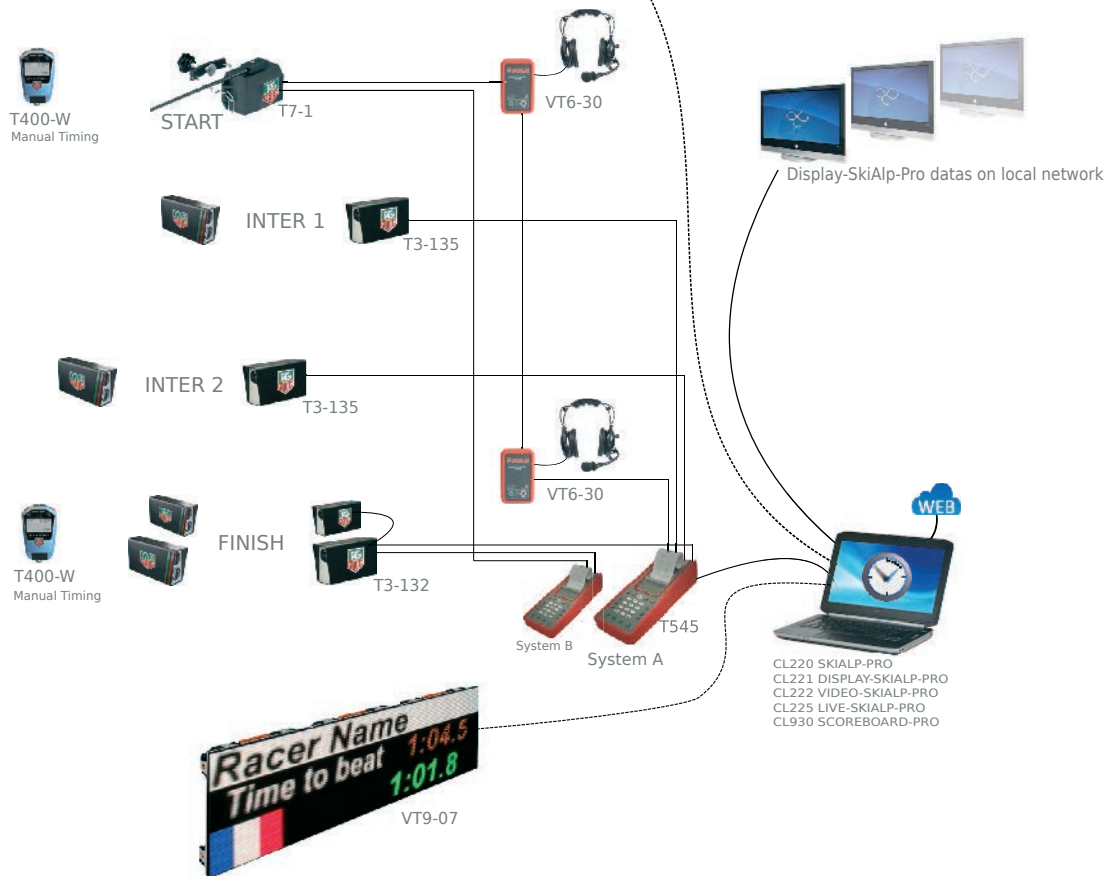 T400-W
Manual Timing
START
T7-1
VT6-30
Display-SkiAlp-Pro datas on local network
INTER 1
T3-135
INTER 2
T3-135
VT6-30
WEB
FINISH
T400-W
Manual Timing
T3-132
T545
System B
System A
CL220 SKIALP-PRO
CL221 DISPLAY-SKIALP-PRO
CL222 VIDEO-SKIALP-PRO
CL225 LIVE-SKIALP-PRO
CL930 SCOREBOARD-PRO
Racer Name
1:04.5
Time to beat
1:01.8
VT9-07